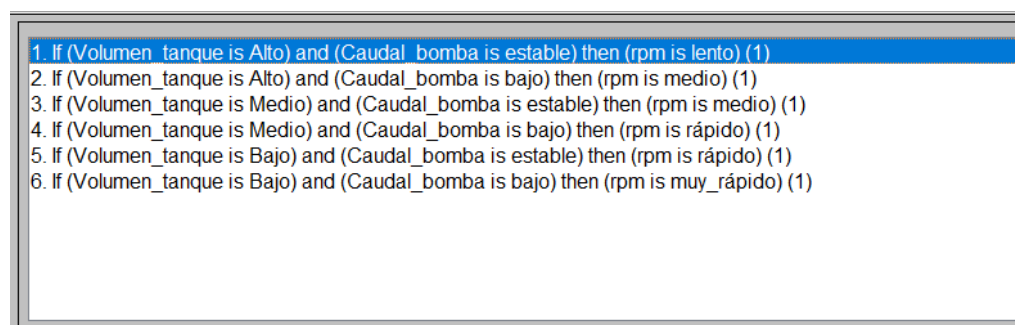 1. If (Volumen_tanque is Alto) and (Caudal_bomba is estable) then (rpm is lento) (1)
2. If (Volumen_tanque is Alto) and (Caudal_bomba is bajo) then (rpm is medio) (1)
3. If (Volumen_tanque is Medio) and (Caudal_bomba is estable) then (rpm is medio) (1)
4. If (Volumen_tanque is Medio) and (Caudal_bomba is bajo) then (rpm is rápido) (1)
5. If (Volumen_tanque is Bajo) and (Caudal_bomba is estable) then (rpm is rápido) (1)
6. If (Volumen_tanque is Bajo) and (Caudal_bomba is bajo) then (rpm is muy_rápido) (1)